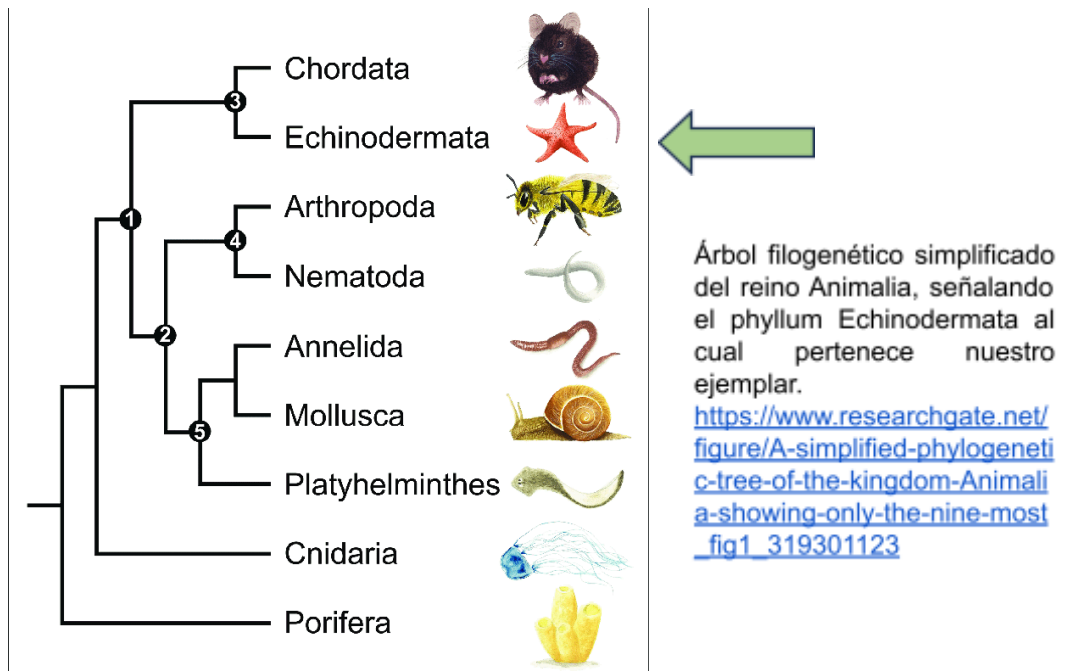 Chordata
3
Echinodermata
Arthropoda
1
4
Nematoda
2
Annelida
Mollusca
5
Platyhelminthes
Cnidaria
Porifera
Árbol filogenético simplificado
del reino Animalia, señalando
el phyllum Echinodermata al
cual pertenece nuestro
ejemplar.
https://www.researchgate.net/
figure/A-simplified-phylogeneti
c-tree-of-the-kingdom-Animali
a-showing-only-the-nine-most
_fig1_319301123